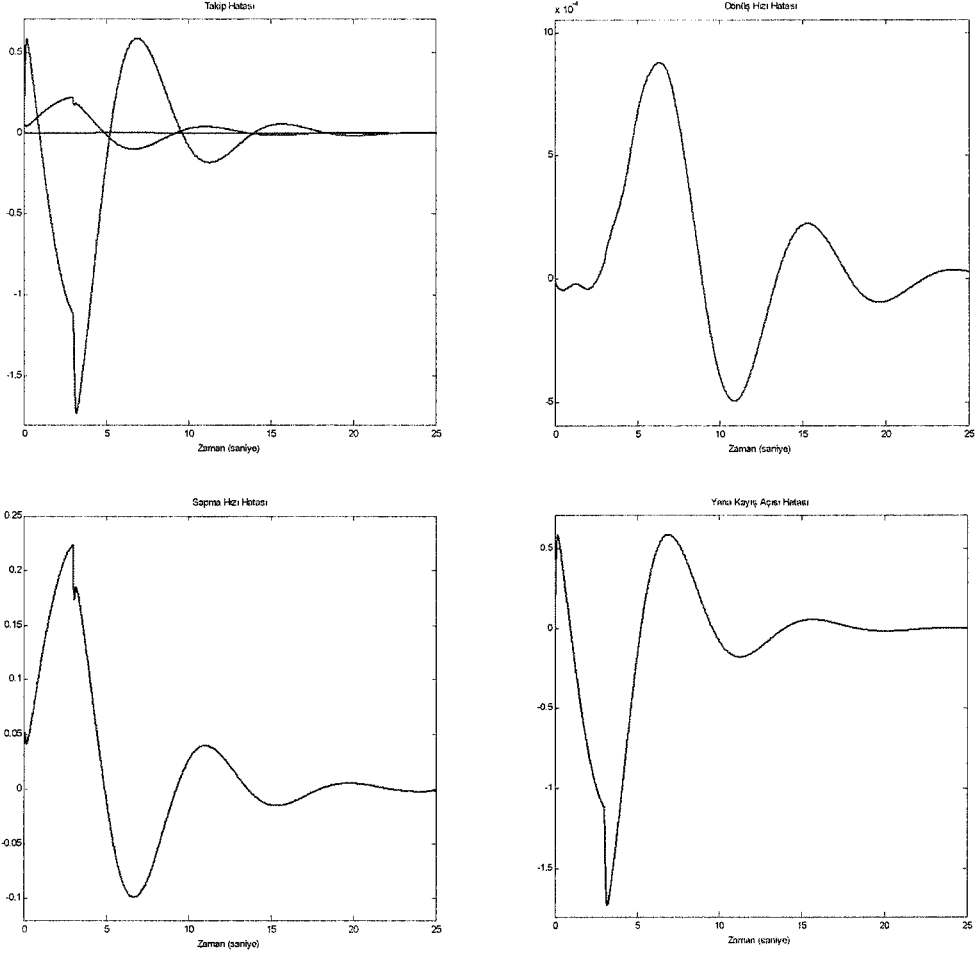 Takip Hatası
0.5
0
-0.5
-1
-1.5
0 5 10 15 20 25
Zaman (saniye)
Dönüş Hızı Hatası
x 10⁻⁴
10
5
0
-5
0 5 10 15 20 25
Zaman (saniye)
Sapma Hızı Hatası
0.25
0.2
0.15
0.1
0.05
0
-0.05
-0.1
0 5 10 15 20 25
Zaman (saniye)
Yana Kayış Açısı Hatası
0.5
0
-0.5
-1
-1.5
0 5 10 15 20 25
Zaman (saniye)